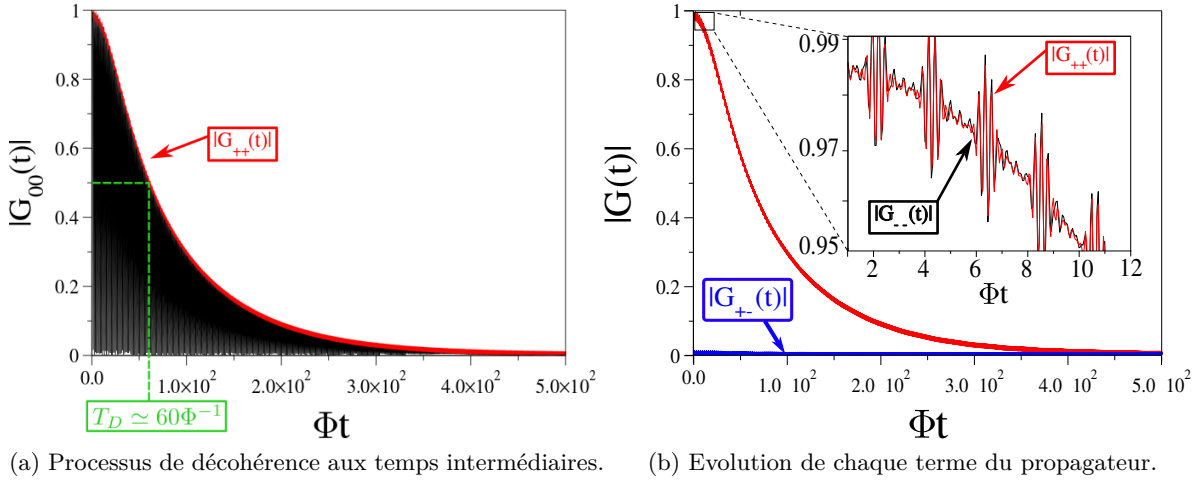 1
0.8
0.6
0.4
0.2
0
|G₀₀(t)|
|G₊₊(t)|
T_D ≃ 60Φ⁻¹
0.0 1.0×10² 2.0×10² 3.0×10² 4.0×10² 5.0×10²
Φt
(a) Processus de décohérence aux temps intermédiaires.
1
0.8
0.6
0.4
0.2
0
|G(t)|
0.99
0.97
0.95
|G₊₊(t)|
|G₋₋(t)|
2 4 6 8 10 12
Φt
|G₊₋(t)|
0.0 1.0 10² 2.0 10² 3.0 10² 4.0 10² 5.0 10²
Φt
(b) Evolution de chaque terme du propagateur.